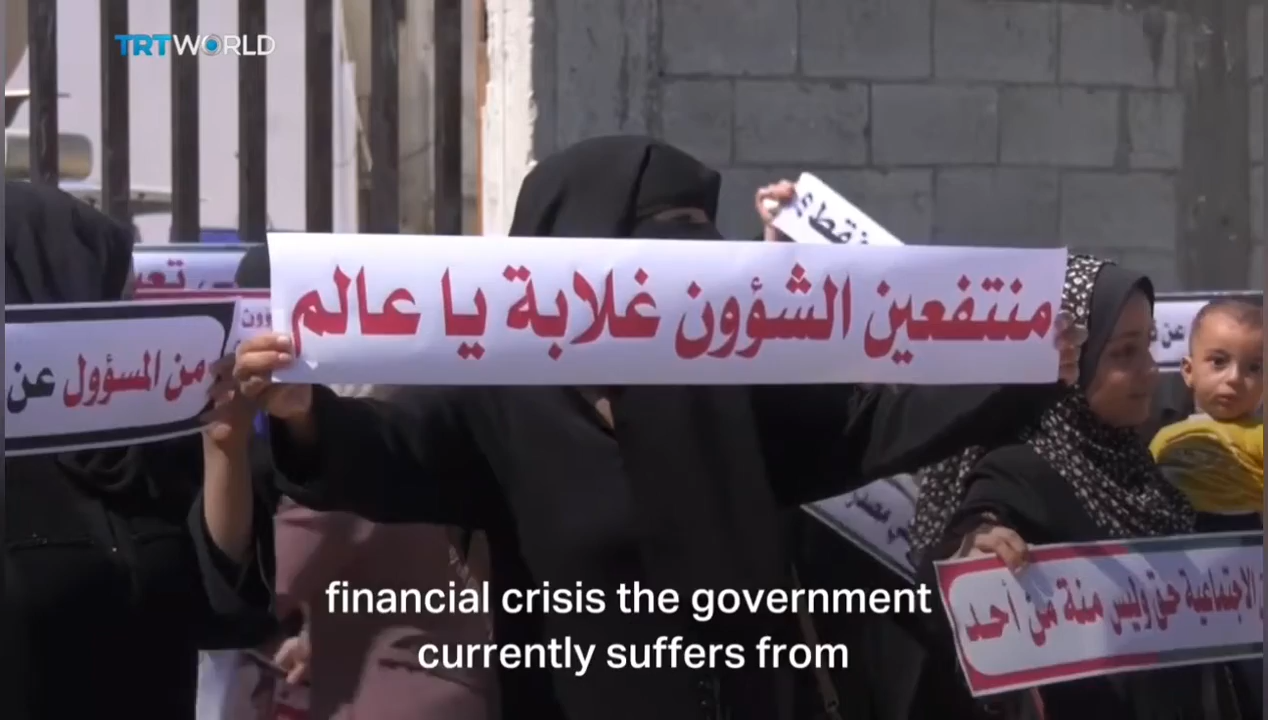 TRTWORLD
نقطع
منتفعين الشؤون غلابة يا عالم
من المسؤول عن
الاجتماعية حق وليس منة من أحد
financial crisis the government
currently suffers from